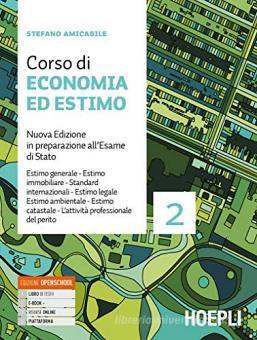 STEFANO AMICABILE
Corso di
ECONOMIA
ED ESTIMO
Nuova Edizione
in preparazione all'Esame
di Stato
Estimo generale - Estimo
immobiliare - Standard
internazionali - Estimo legale
Estimo ambientale - Estimo
catastale - L'attività professionale
del perito
2
EDIZIONE OPENSCHOOL
LIBRO DI TESTO
E-BOOK +
RISORSE ONLINE
PIATTAFORMA
HOEPLI